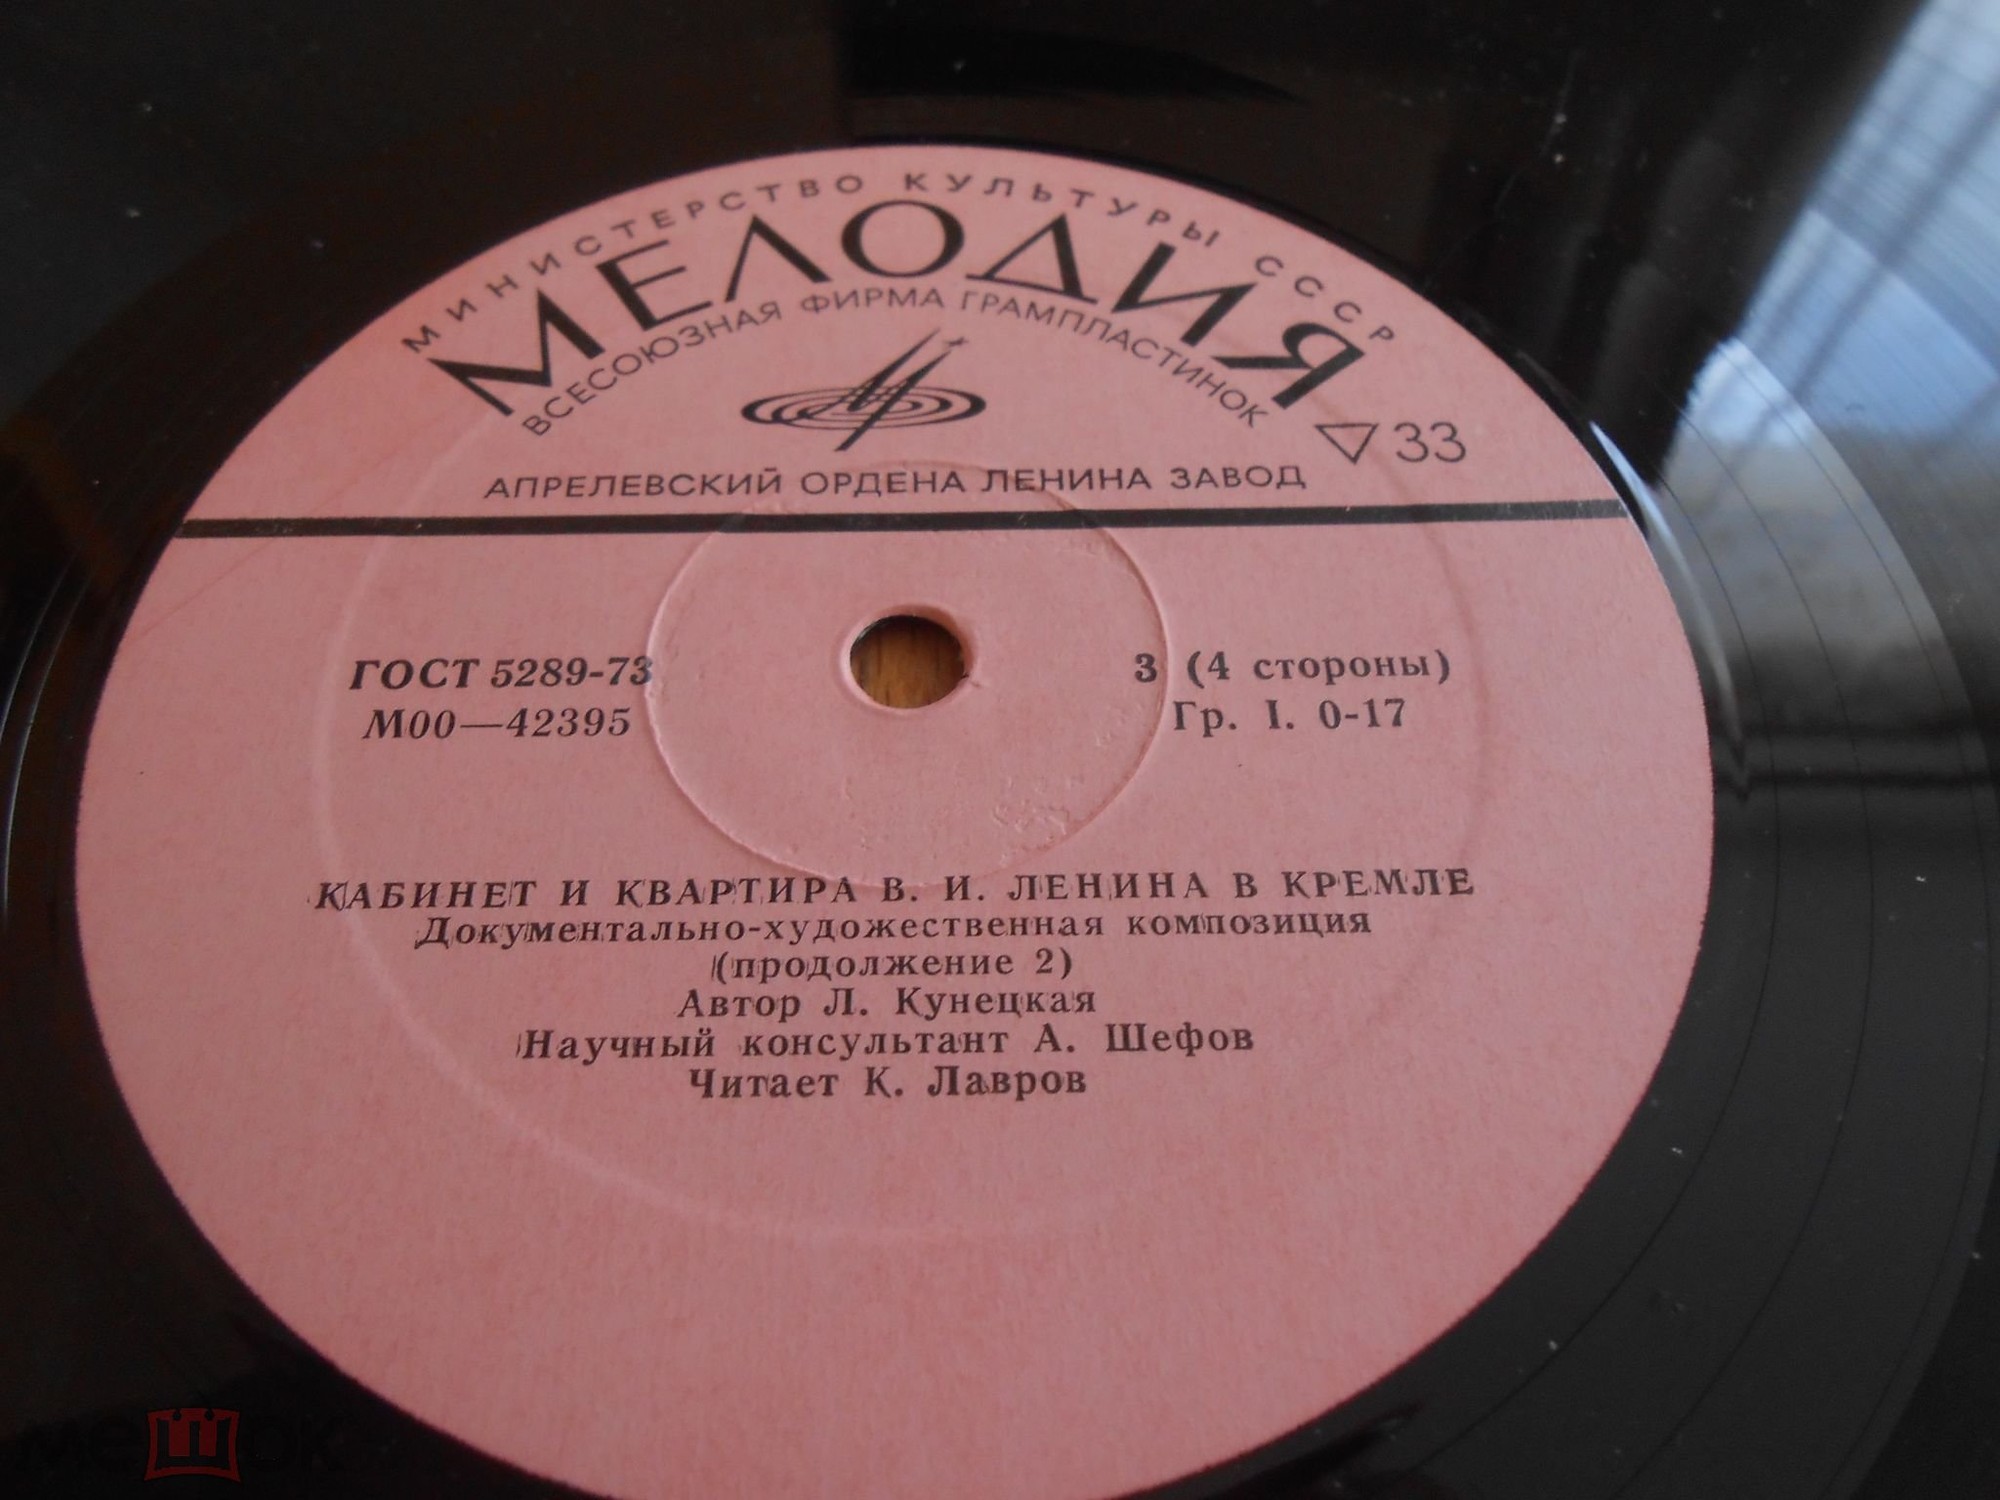 МИНИСТЕРСТВО КУЛЬТУРЫ СССР
МЕЛОДИЯ
ВСЕСОЮЗНАЯ ФИРМА ГРАМПЛАСТИНОК
33
АПРЕЛЕВСКИЙ ОРДЕНА ЛЕНИНА ЗАВОД
ГОСТ 5289-73
М00—42395
3 (4 стороны)
Гр. I. 0-17
КАБИНЕТ И КВАРТИРА В. И. ЛЕНИНА В КРЕМЛЕ
Документально-художественная композиция
(продолжение 2)
Автор Л. Кунецкая
Научный консультант А. Шефов
Читает К. Лавров
мешок